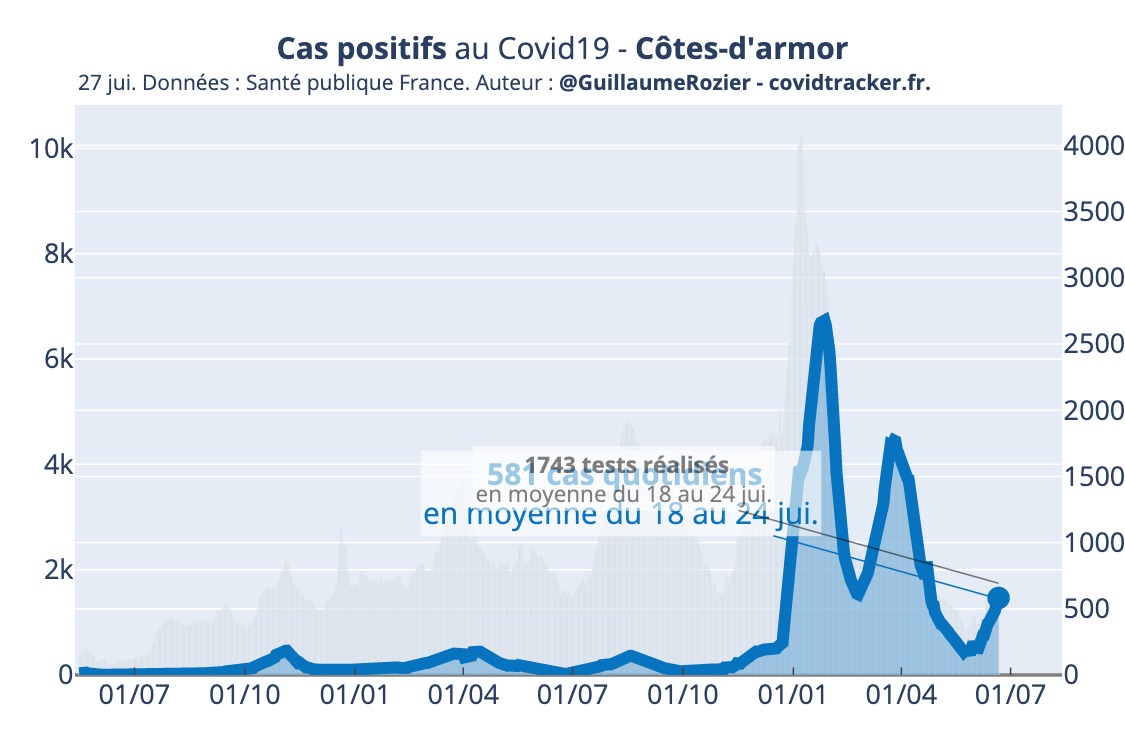 Cas positifs au Covid19 - Côtes-d'armor
27 jui. Données : Santé publique France. Auteur : @GuillaumeRozier - covidtracker.fr.
10k
8k
6k
4k
2k
0
4000
3500
3000
2500
2000
1500
1000
500
0
1743 tests réalisés
581 cas quotidiens
en moyenne du 18 au 24 jui.
en moyenne du 18 au 24 jui.
01/07 01/10 01/01 01/04 01/07 01/10 01/01 01/04 01/07